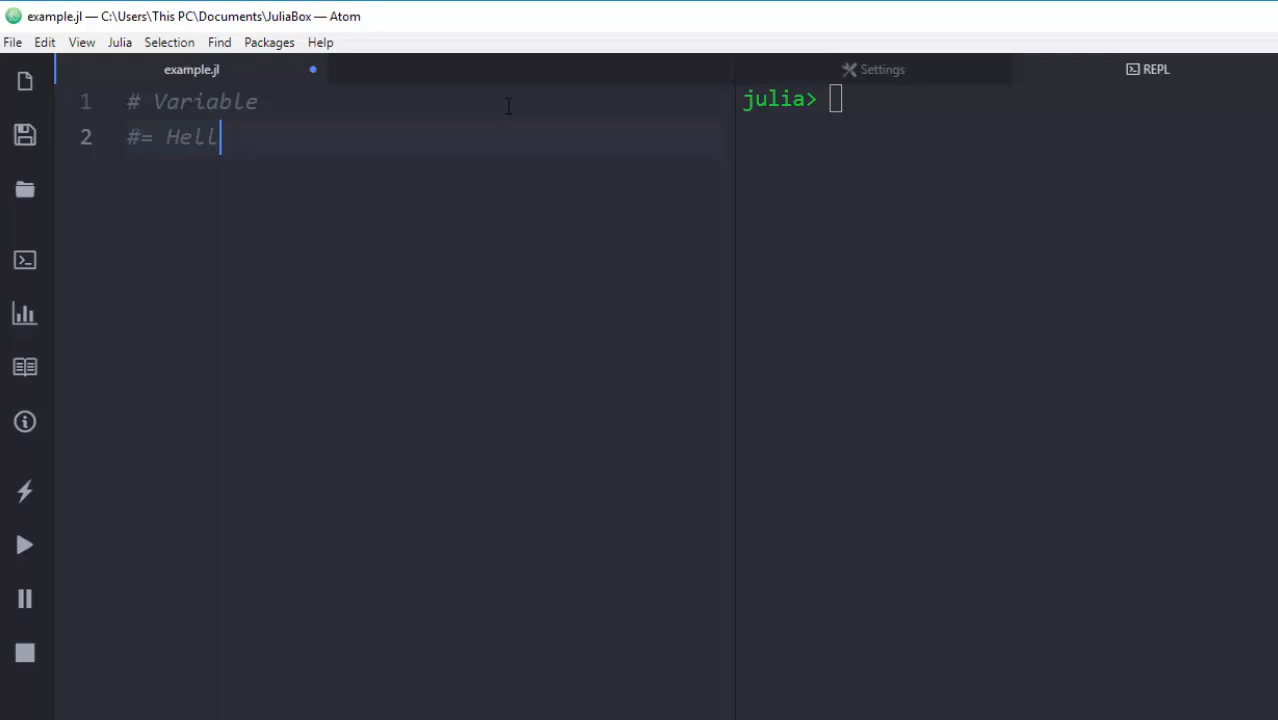 example.jl — C:\Users\This PC\Documents\JuliaBox — Atom
File Edit View Julia Selection Find Packages Help
example.jl Settings REPL
1 # Variable
2 #= Hell
julia>